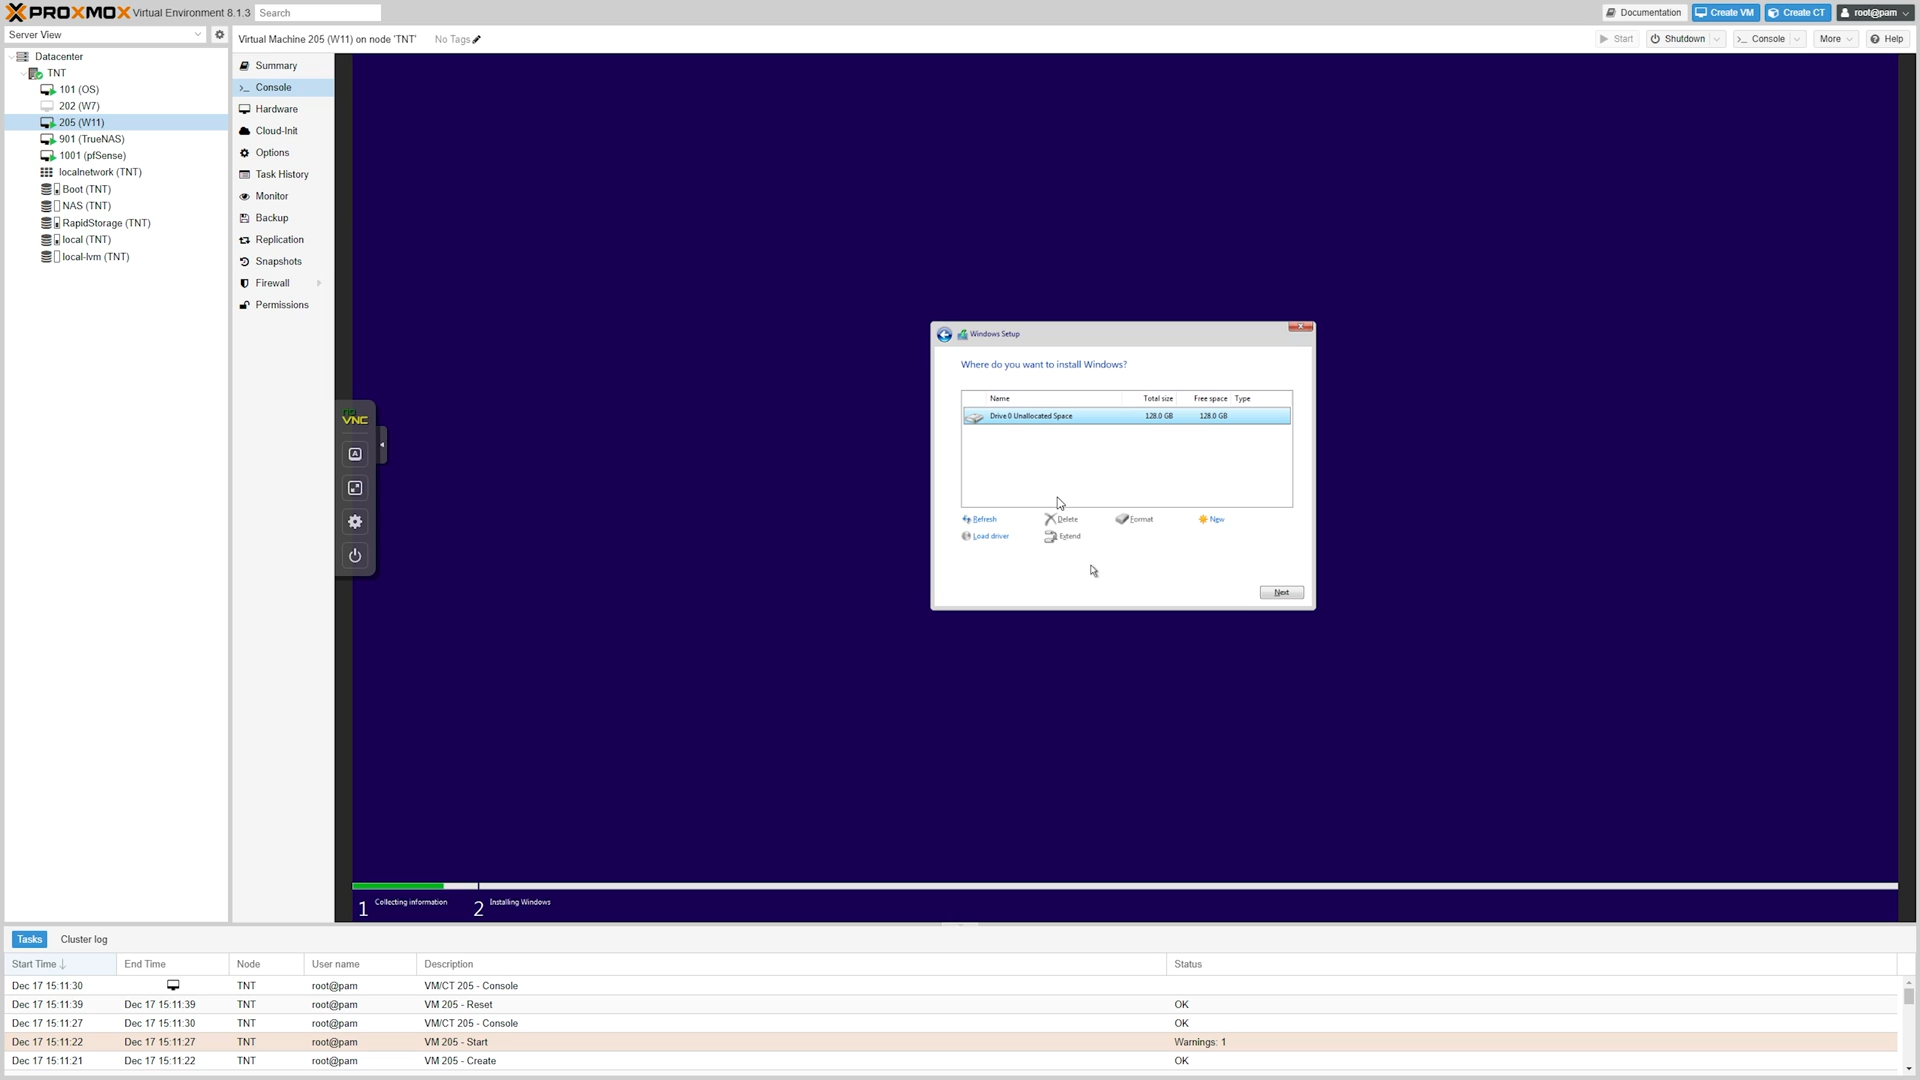 PROXMOX Virtual Environment 8.1.3 Search
Documentation Create VM Create CT root@pam
Server View
Virtual Machine 205 (W11) on node 'TNT' No Tags
Start Shutdown Console More Help
Datacenter
TNT
101 (OS)
202 (W7)
205 (W11)
901 (TrueNAS)
1001 (pfSense)
localnetwork (TNT)
Boot (TNT)
NAS (TNT)
RapidStorage (TNT)
local (TNT)
local-lvm (TNT)
Summary
Console
Hardware
Cloud-Init
Options
Task History
Monitor
Backup
Replication
Snapshots
Firewall
Permissions
no
VNC
A
Windows Setup
Where do you want to install Windows?
Name Total size Free space Type
Drive 0 Unallocated Space 128.0 GB 128.0 GB
Refresh Delete Format New
Load driver Extend
Next
1 Collecting information 2 Installing Windows
Tasks Cluster log
Start Time End Time Node User name Description Status
Dec 17 15:11:30 TNT root@pam VM/CT 205 - Console
Dec 17 15:11:39 Dec 17 15:11:39 TNT root@pam VM 205 - Reset OK
Dec 17 15:11:27 Dec 17 15:11:30 TNT root@pam VM/CT 205 - Console OK
Dec 17 15:11:22 Dec 17 15:11:27 TNT root@pam VM 205 - Start Warnings: 1
Dec 17 15:11:21 Dec 17 15:11:22 TNT root@pam VM 205 - Create OK